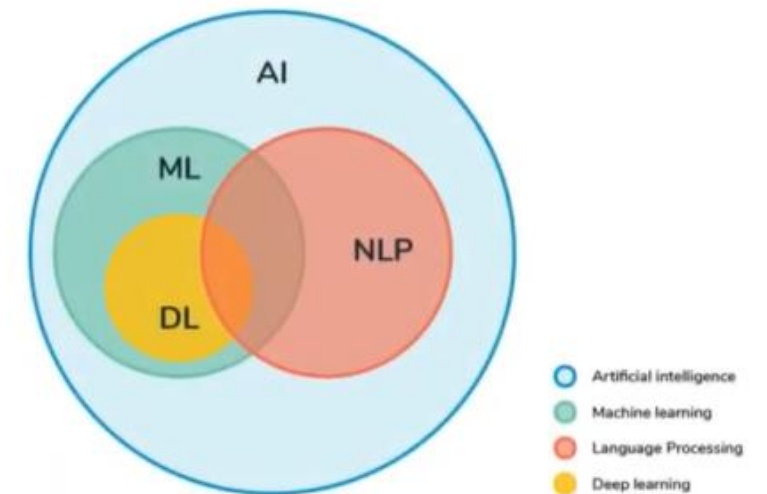 AI
ML
NLP
DL
Artificial intelligence
Machine learning
Language Processing
Deep learning